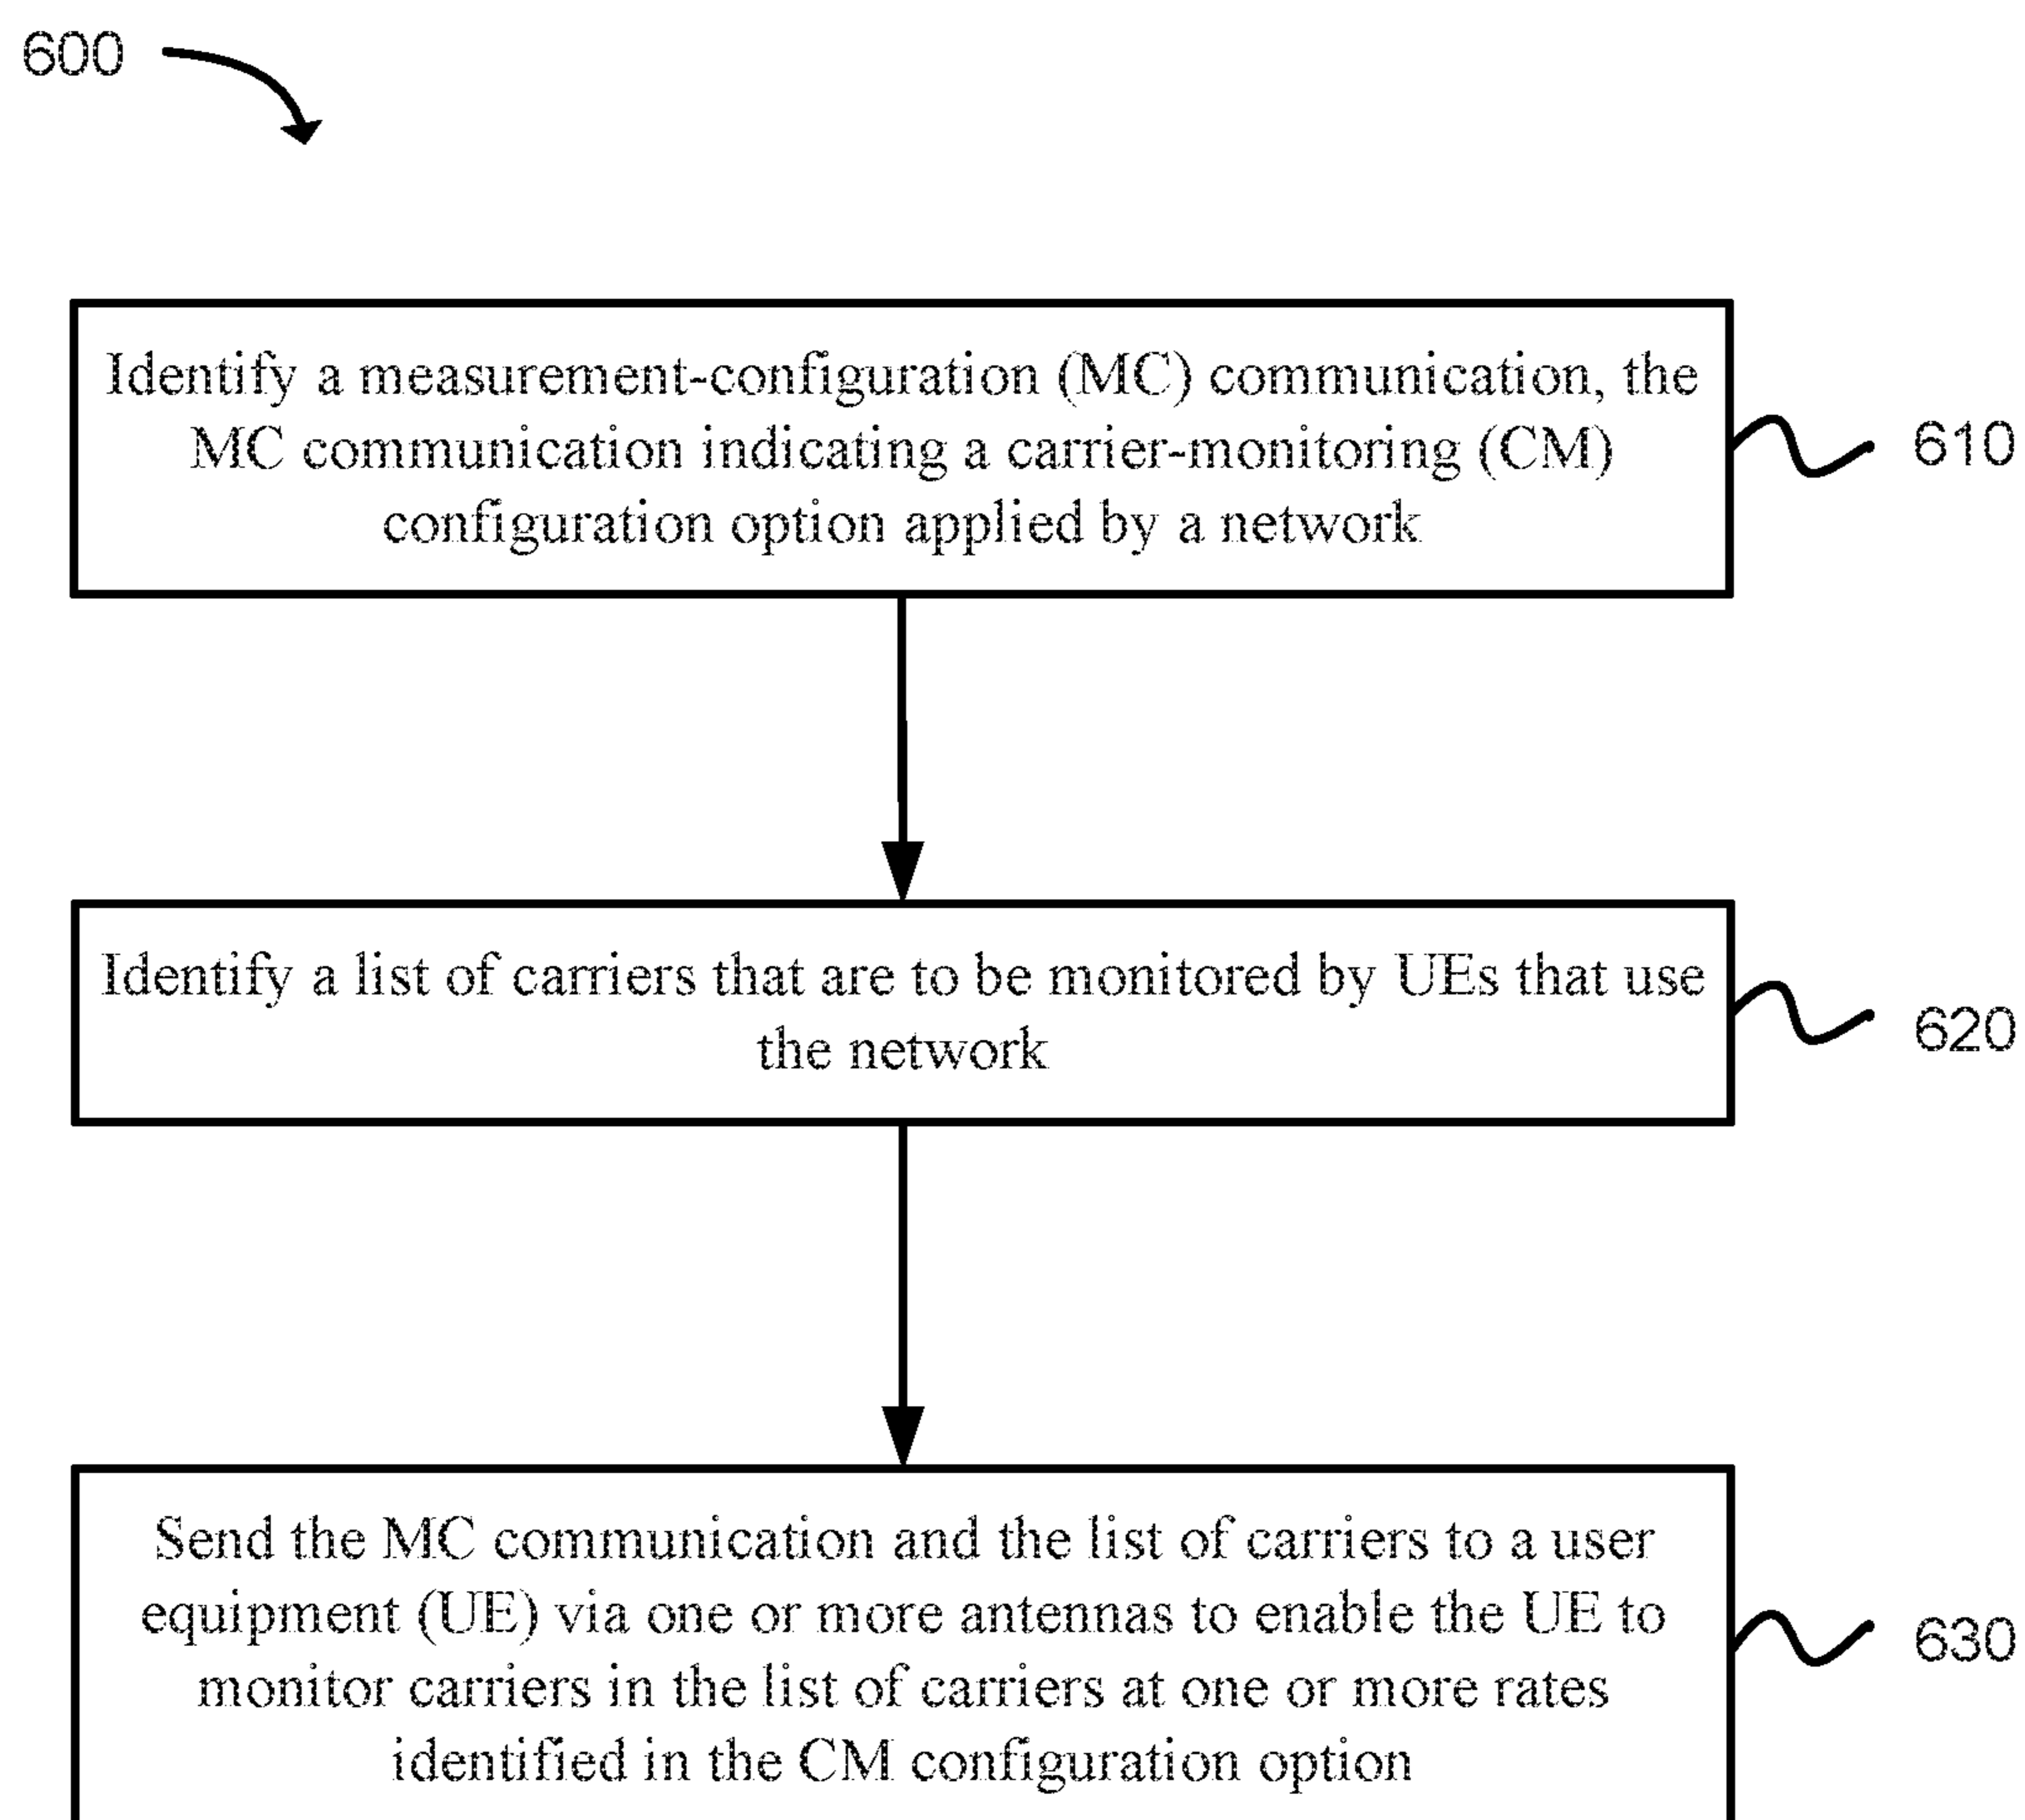 600
Identify a measurement-configuration (MC) communication, the
MC communication indicating a carrier-monitoring (CM)
configuration option applied by a network
610
Identify a list of carriers that are to be monitored by UEs that use
the network
620
Send the MC communication and the list of carriers to a user
equipment (UE) via one or more antennas to enable the UE to
monitor carriers in the list of carriers at one or more rates
identified in the CM configuration option
630